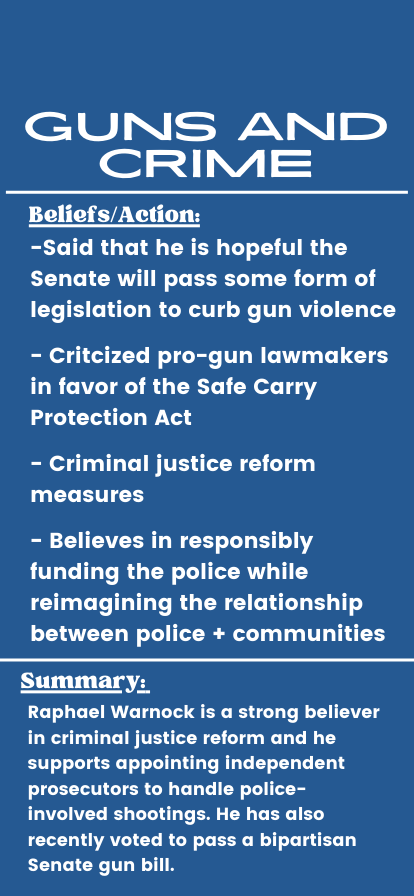 GUNS AND
CRIME
Beliefs/Action:
-Said that he is hopeful the
Senate will pass some form of
legislation to curb gun violence
- Critcized pro-gun lawmakers
in favor of the Safe Carry
Protection Act
- Criminal justice reform
measures
- Believes in responsibly
funding the police while
reimagining the relationship
between police + communities
Summary:
Raphael Warnock is a strong believer
in criminal justice reform and he
supports appointing independent
prosecutors to handle police-
involved shootings. He has also
recently voted to pass a bipartisan
Senate gun bill.